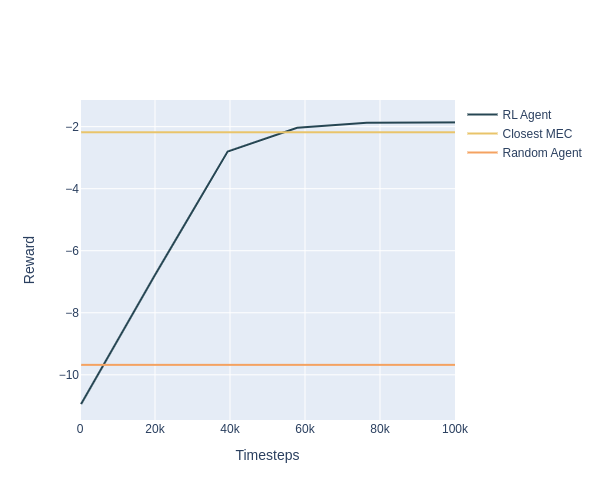 RL Agent
Closest MEC
Random Agent
−2
−4
−6
−8
−10
Reward
0 20k 40k 60k 80k 100k
Timesteps